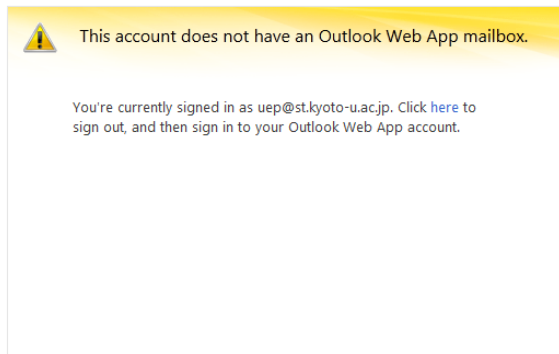 This account does not have an Outlook Web App mailbox.
You're currently signed in as uep@st.kyoto-u.ac.jp. Click here to
sign out, and then sign in to your Outlook Web App account.